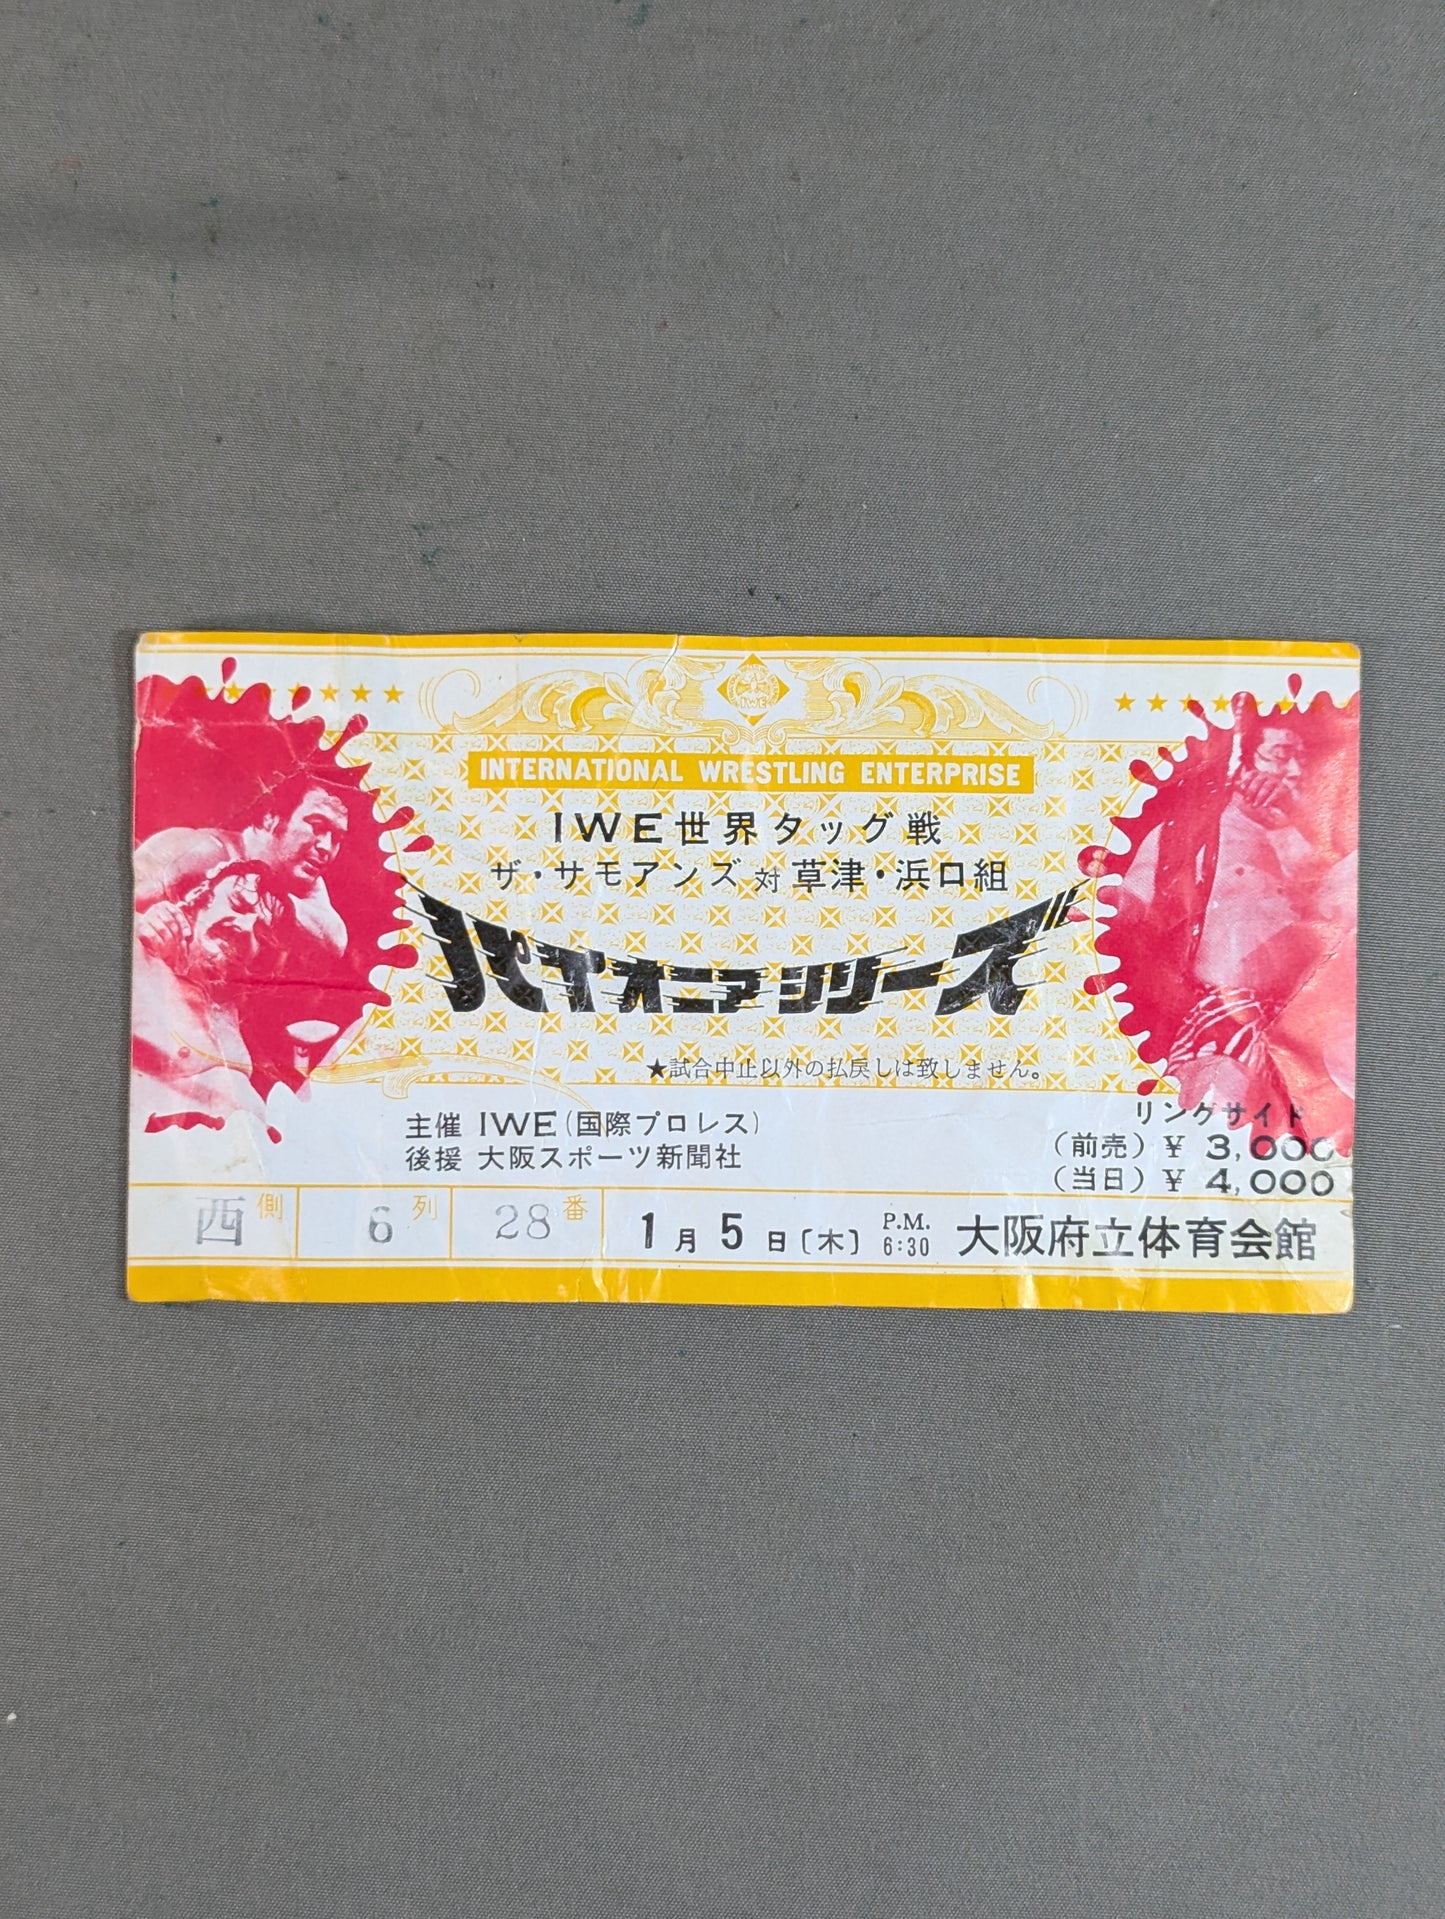 IWE
INTERNATIONAL WRESTLING ENTERPRISE
IWE世界タッグ戦
ザ・サモアンズ 対 草津・浜口組
パイオニアシリーズ
★試合中止以外の払戻しは致しません。
主催 IWE(国際プロレス)
後援 大阪スポーツ新聞社
リングサイド
(前売) ¥ 3,000
(当日) ¥ 4,000
西 側 6 列 28 番 1月5日〔木〕 P.M. 6:30 大阪府立体育会館